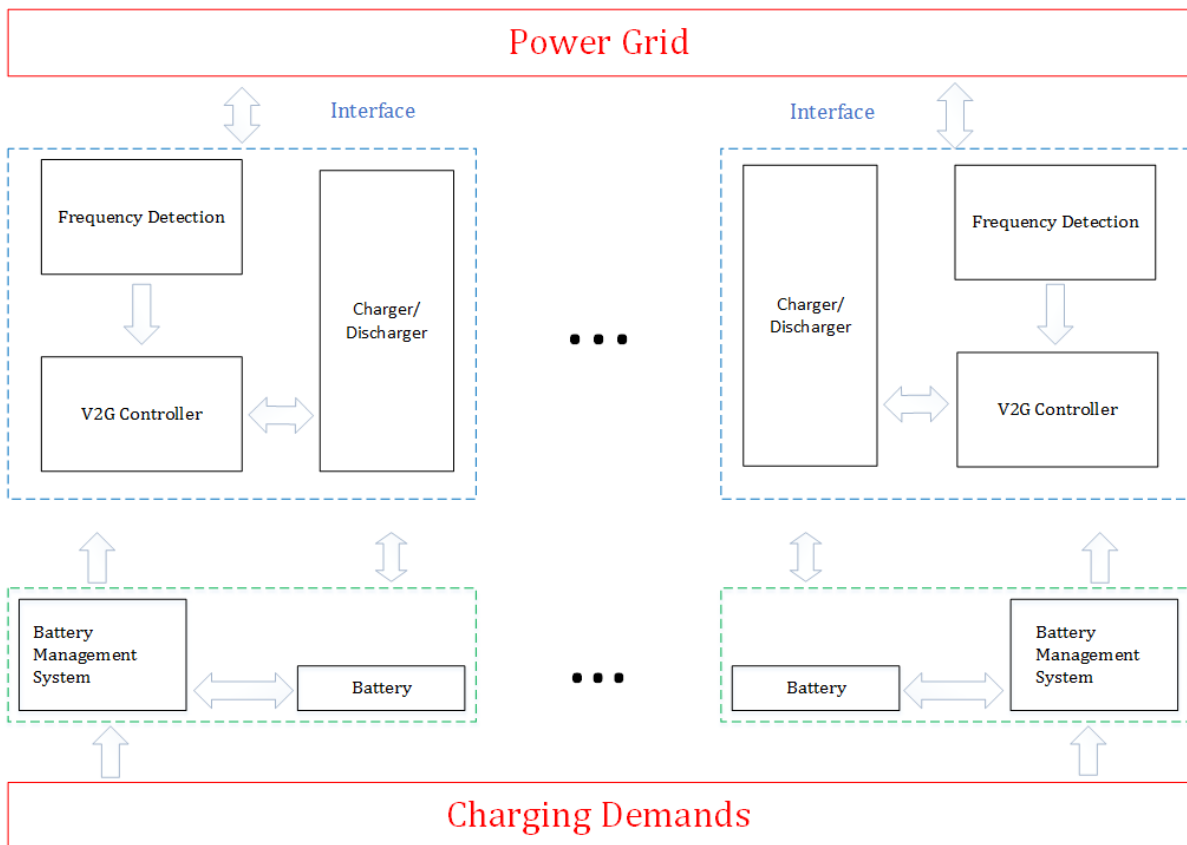 Power Grid
Interface
Interface
Frequency Detection
Charger/
Discharger
V2G Controller
Charger/
Discharger
Frequency Detection
V2G Controller
...
Battery
Management
System
Battery
...
Battery
Battery
Management
System
Charging Demands